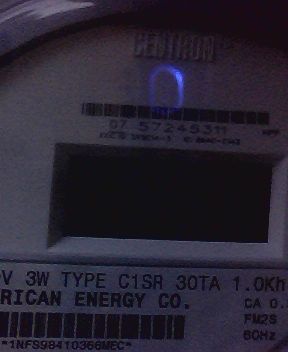 CENTRON
07 57245311
V 3W TYPE C1SR 30TA 1.0Kh
RICAN ENERGY CO.
CA 0.
FM2S
60Hz
*1NFS98410366MEC*